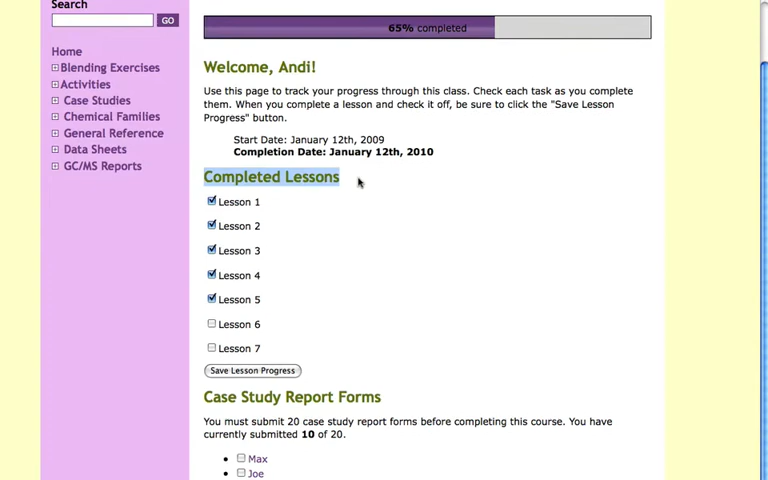 Search
GO
Home
Blending Exercises
Activities
Case Studies
Chemical Families
General Reference
Data Sheets
GC/MS Reports
65% completed
Welcome, Andi!
Use this page to track your progress through this class. Check each task as you complete
them. When you complete a lesson and check it off, be sure to click the "Save Lesson
Progress" button.
Start Date: January 12th, 2009
Completion Date: January 12th, 2010
Completed Lessons
Lesson 1
Lesson 2
Lesson 3
Lesson 4
Lesson 5
Lesson 6
Lesson 7
Save Lesson Progress
Case Study Report Forms
You must submit 20 case study report forms before completing this course. You have
currently submitted 10 of 20.
Max
Joe